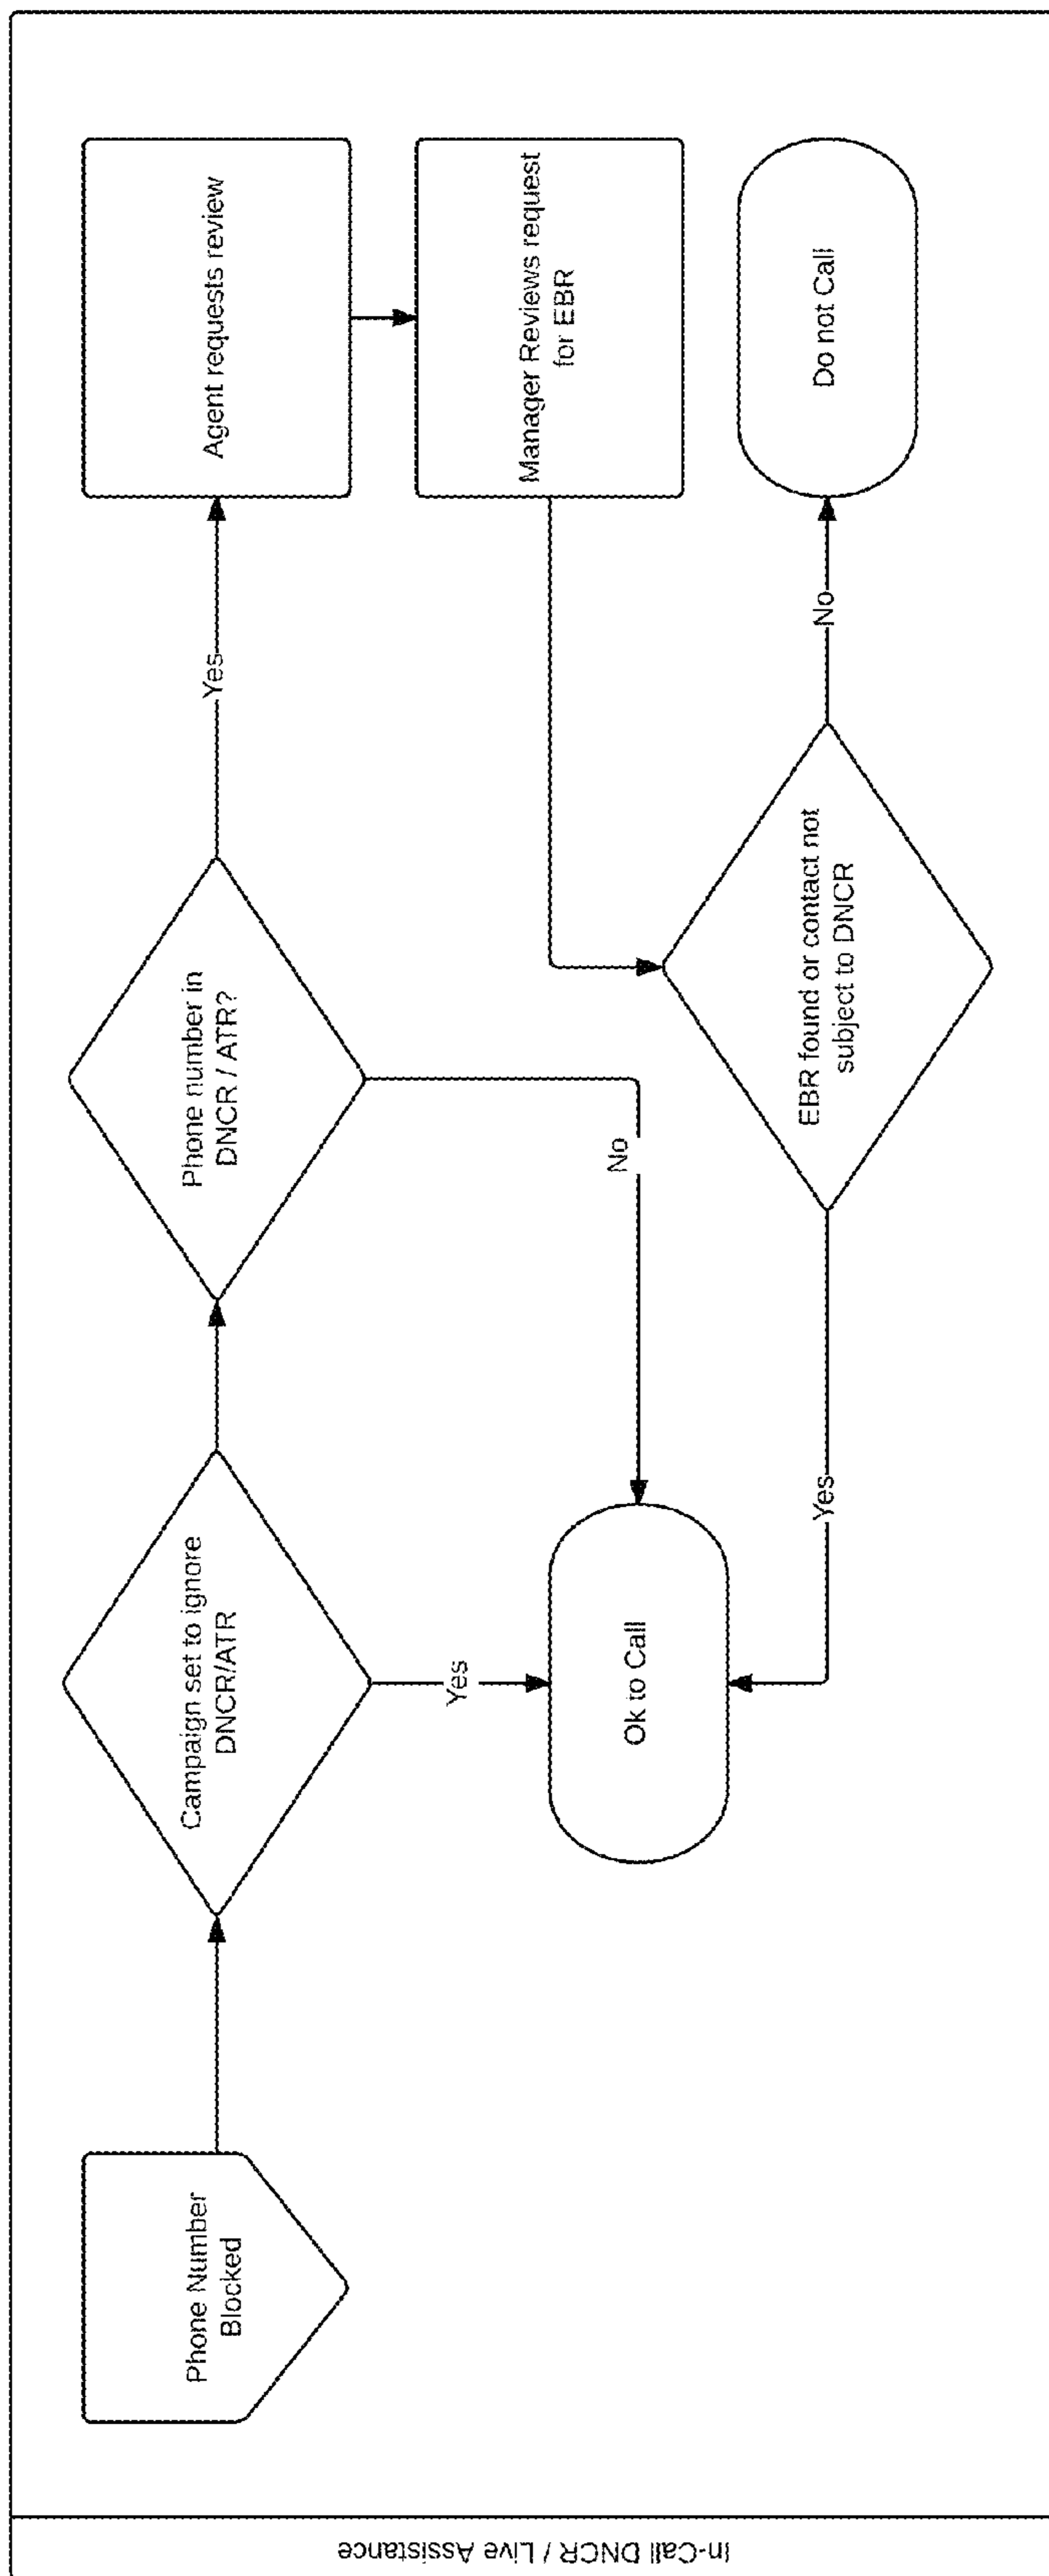 In-Call DNCR / Live Assistance
Phone Number
Blocked
Campaign set to ignore
DNCR/ATR
Yes
Phone number in
DNCR / ATR?
Yes
No
Agent requests review
Manager Reviews request
for EBR
EBR found or contact not
subject to DNCR
Yes
No
Ok to Call
Do not Call